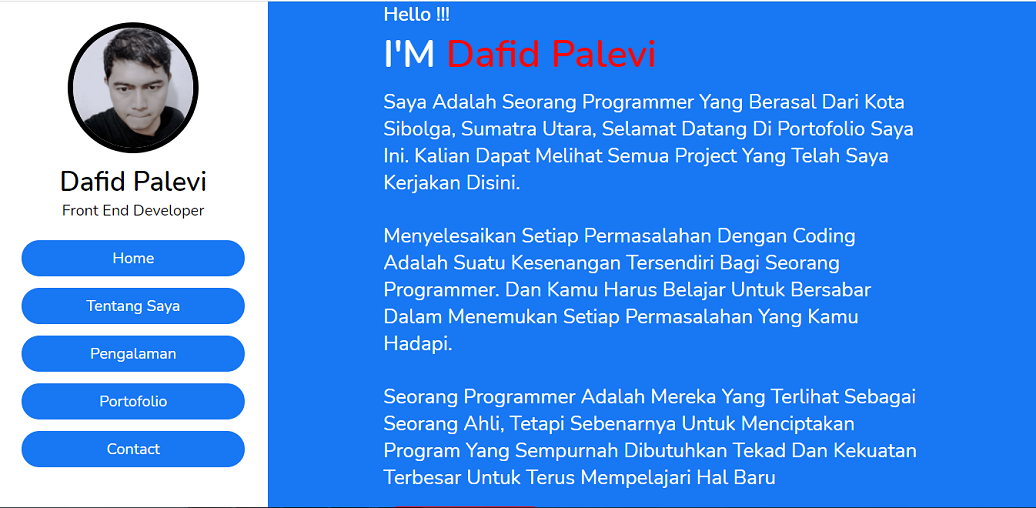 Dafid Palevi
Front End Developer
Home
Tentang Saya
Pengalaman
Portofolio
Contact
Hello !!!
I'M Dafid Palevi
Saya Adalah Seorang Programmer Yang Berasal Dari Kota
Sibolga, Sumatra Utara, Selamat Datang Di Portofolio Saya
Ini. Kalian Dapat Melihat Semua Project Yang Telah Saya
Kerjakan Disini.
Menyelesaikan Setiap Permasalahan Dengan Coding
Adalah Suatu Kesenangan Tersendiri Bagi Seorang
Programmer. Dan Kamu Harus Belajar Untuk Bersabar
Dalam Menemukan Setiap Permasalahan Yang Kamu
Hadapi.
Seorang Programmer Adalah Mereka Yang Terlihat Sebagai
Seorang Ahli, Tetapi Sebenarnya Untuk Menciptakan
Program Yang Sempurnah Dibutuhkan Tekad Dan Kekuatan
Terbesar Untuk Terus Mempelajari Hal Baru